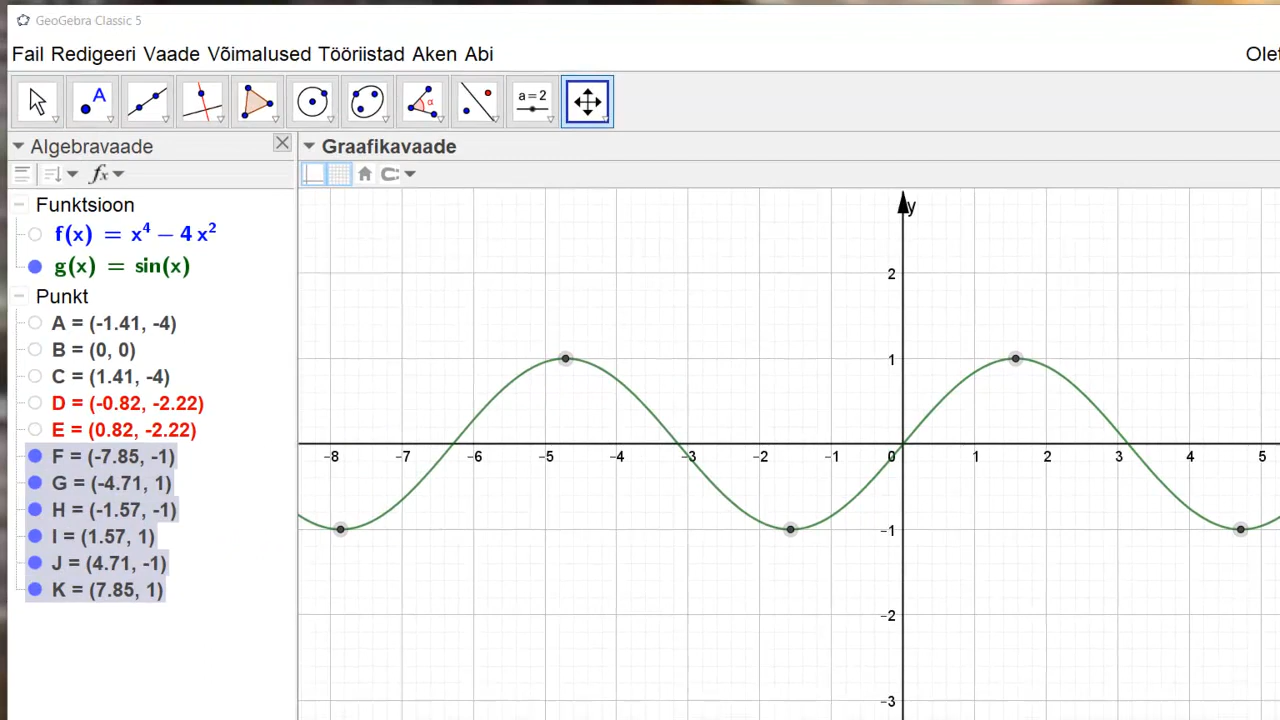 GeoGebra Classic 5
Fail Redigeeri Vaade Võimalused Tööriistad Aken Abi
A
α
a = 2
Algebravaade
Graafikavaade
fx
Funktsioon
f(x) = x⁴ − 4 x²
g(x) = sin(x)
Punkt
A = (-1.41, -4)
B = (0, 0)
C = (1.41, -4)
D = (-0.82, -2.22)
E = (0.82, -2.22)
F = (-7.85, -1)
G = (-4.71, 1)
H = (-1.57, -1)
I = (1.57, 1)
J = (4.71, -1)
K = (7.85, 1)
y
2
1
−8 −7 −6 −5 −4 −3 −2 −1 0 1 2 3 4 5
−1
−2
−3